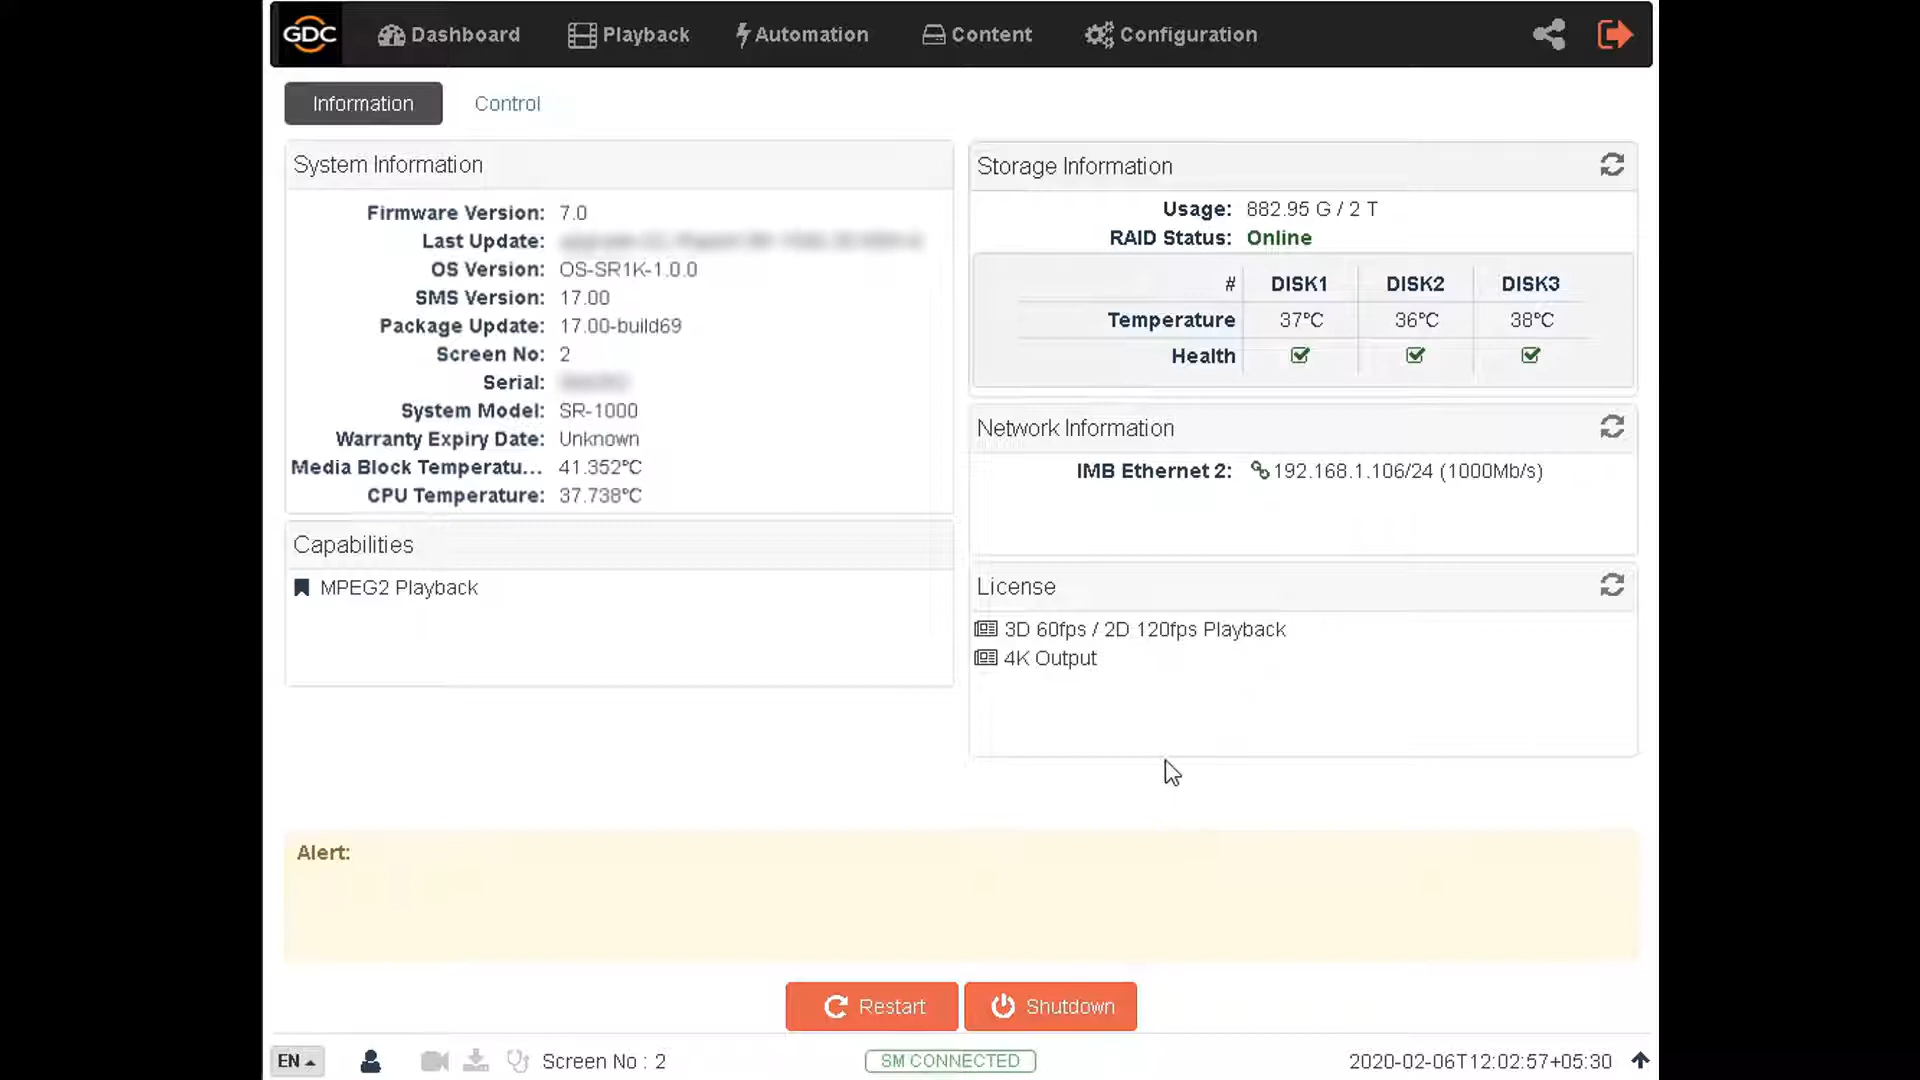 GDC
Dashboard
Playback
Automation
Content
Configuration
Information
Control
System Information
Firmware Version: 7.0
Last Update:
OS Version: OS-SR1K-1.0.0
SMS Version: 17.00
Package Update: 17.00-build69
Screen No: 2
Serial:
System Model: SR-1000
Warranty Expiry Date: Unknown
Media Block Temperatu... 41.352°C
CPU Temperature: 37.738°C
Capabilities
MPEG2 Playback
Storage Information
Usage: 882.95 G / 2 T
RAID Status: Online
# DISK1 DISK2 DISK3
Temperature 37°C 36°C 38°C
Health
Network Information
IMB Ethernet 2: 192.168.1.106/24 (1000Mb/s)
License
3D 60fps / 2D 120fps Playback
4K Output
Alert:
Restart
Shutdown
EN
Screen No : 2
SM CONNECTED
2020-02-06T12:02:57+05:30